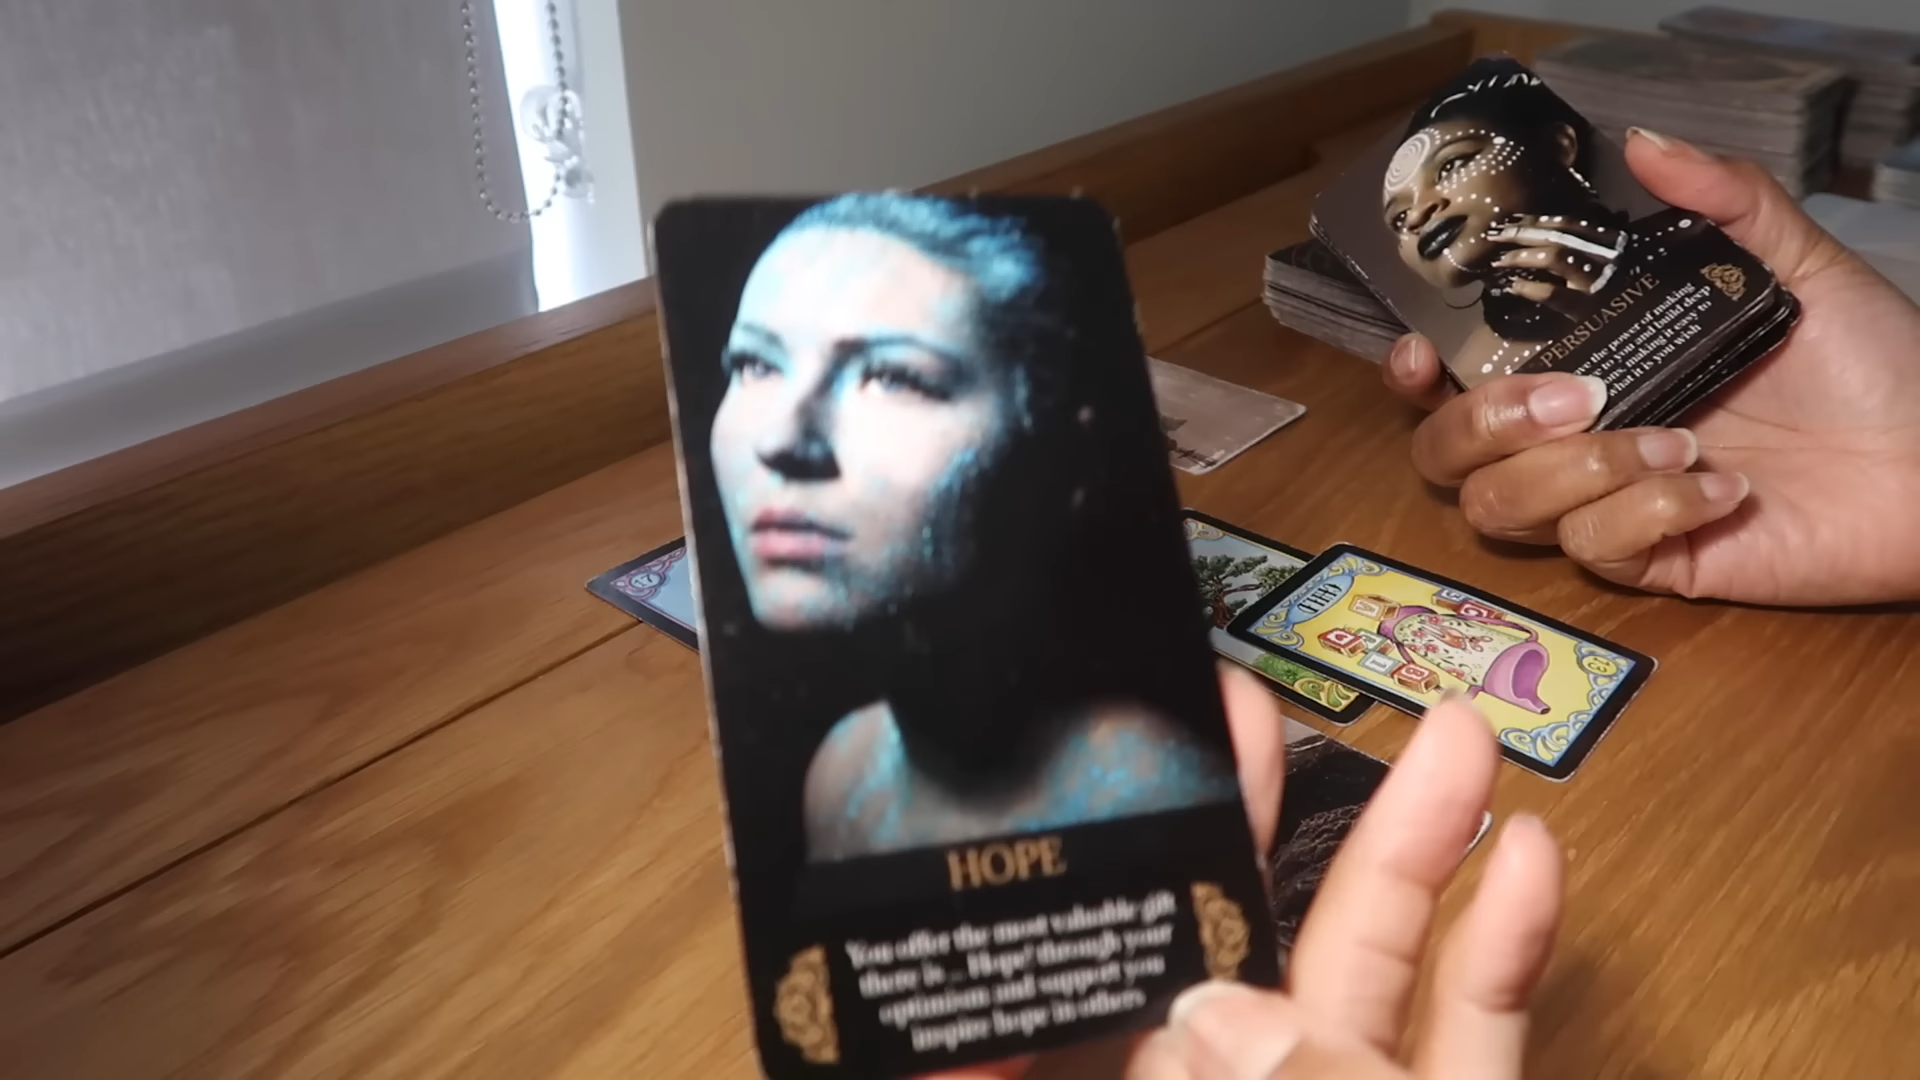 HOPE
You offer the most valuable gift
there is... Hope! through your
optimism and support you
inspire hope in others
PERSUASIVE
the power of making
to you and build deep
making it easy to
what it is you wish
17
13